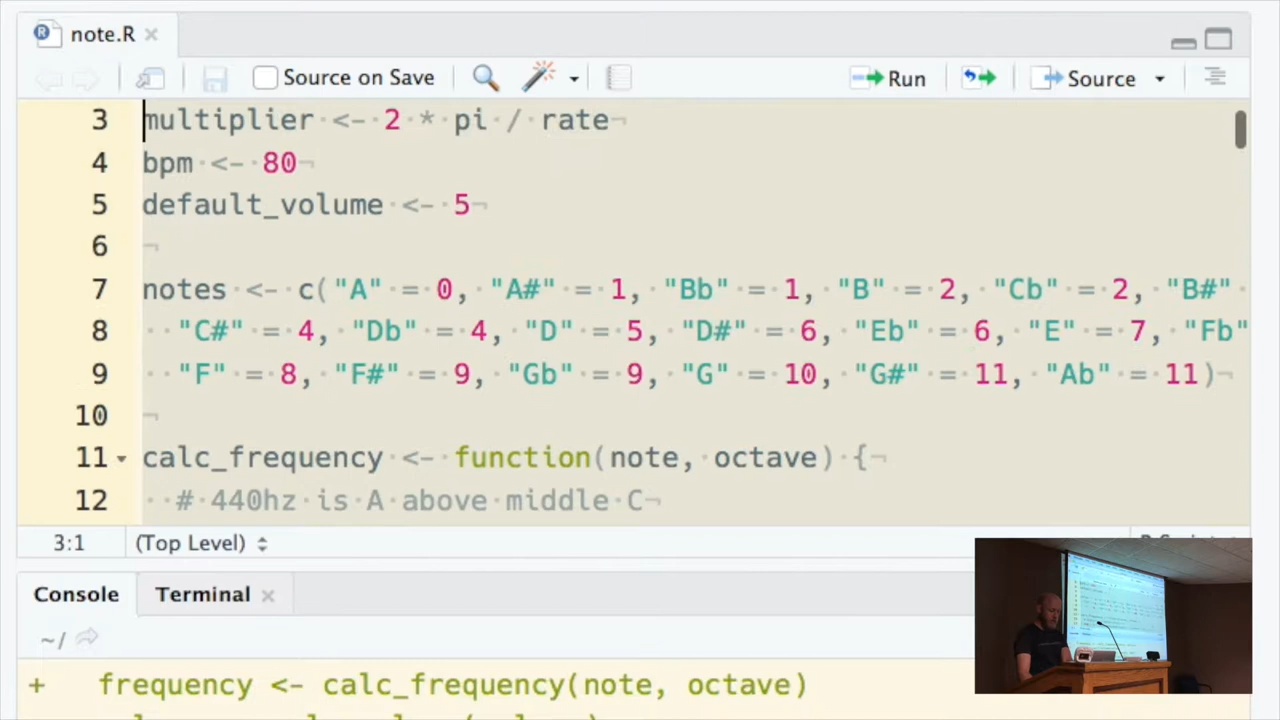 note.R
Source on Save
Run
Source
3 multiplier <- 2 * pi / rate
4 bpm <- 80
5 default_volume <- 5
6
7 notes <- c("A" = 0, "A#" = 1, "Bb" = 1, "B" = 2, "Cb" = 2, "B#"
8 "C#" = 4, "Db" = 4, "D" = 5, "D#" = 6, "Eb" = 6, "E" = 7, "Fb"
9 "F" = 8, "F#" = 9, "Gb" = 9, "G" = 10, "G#" = 11, "Ab" = 11)
10
11 calc_frequency <- function(note, octave) {
12 # 440hz is A above middle C
3:1 (Top Level)
Console Terminal
~/
+ frequency <- calc_frequency(note, octave)